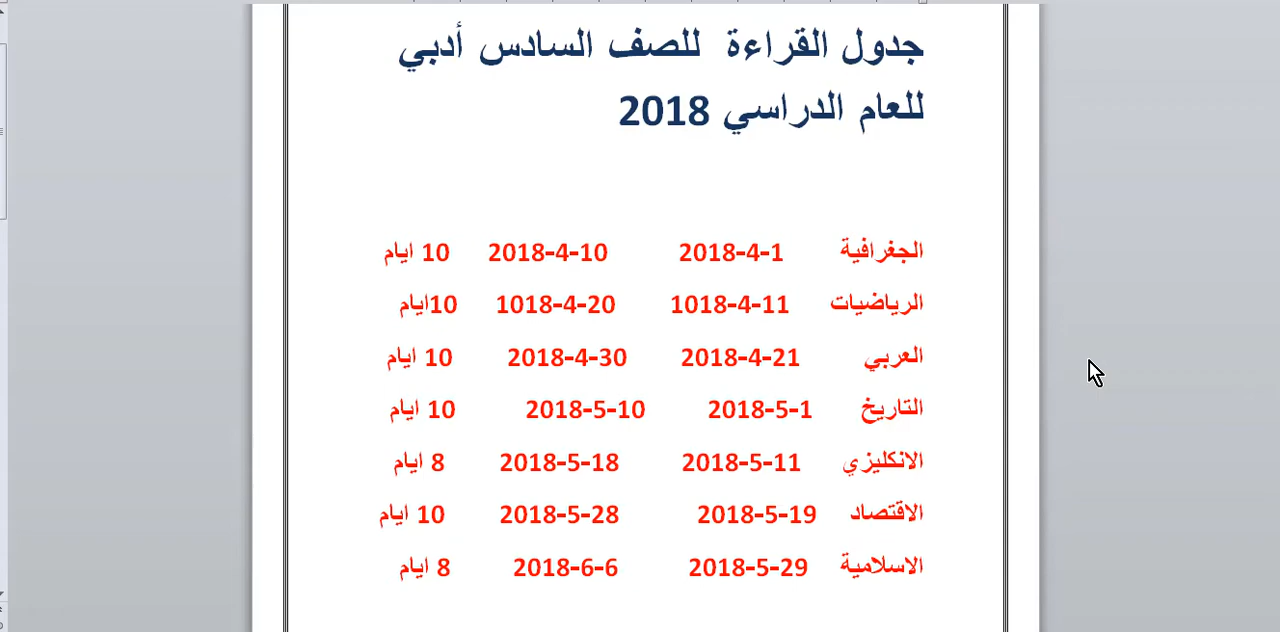 جدول القراءة للصف السادس أدبي
للعام الدراسي 2018
الجغرافية 1-4-2018 10-4-2018 10 ايام
الرياضيات 11-4-1018 20-4-1018 10ايام
العربي 21-4-2018 30-4-2018 10 ايام
التاريخ 1-5-2018 10-5-2018 10 ايام
الانكليزي 11-5-2018 18-5-2018 8 ايام
الاقتصاد 19-5-2018 28-5-2018 10 ايام
الاسلامية 29-5-2018 6-6-2018 8 ايام